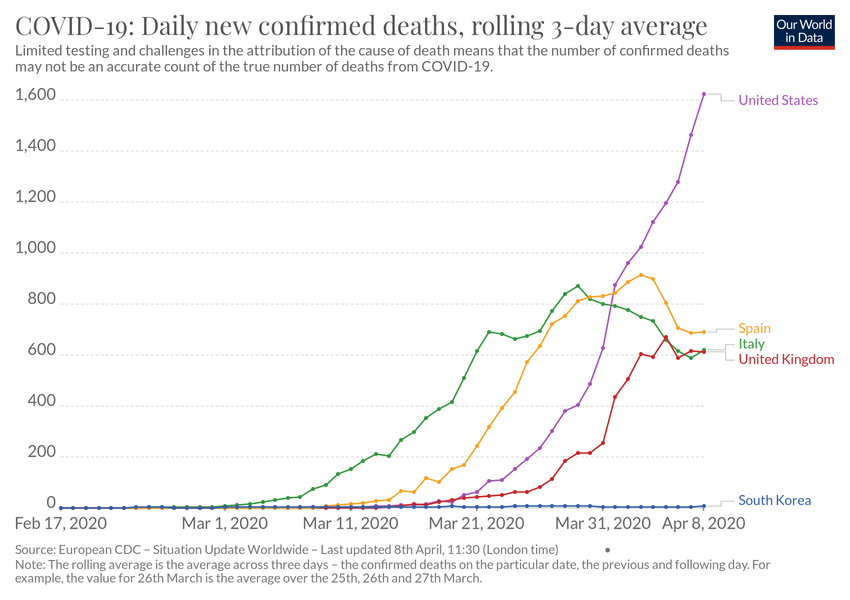 COVID-19: Daily new confirmed deaths, rolling 3-day average
Our World
in Data
Limited testing and challenges in the attribution of the cause of death means that the number of confirmed deaths
may not be an accurate count of the true number of deaths from COVID-19.
1,600
1,400
1,200
1,000
800
600
400
200
0
United States
Spain
Italy
United Kingdom
South Korea
Feb 17, 2020
Mar 1, 2020
Mar 11, 2020
Mar 21, 2020
Mar 31, 2020
Apr 8, 2020
Source: European CDC – Situation Update Worldwide – Last updated 8th April, 11:30 (London time)
Note: The rolling average is the average across three days – the confirmed deaths on the particular date, the previous and following day. For
example, the value for 26th March is the average over the 25th, 26th and 27th March.